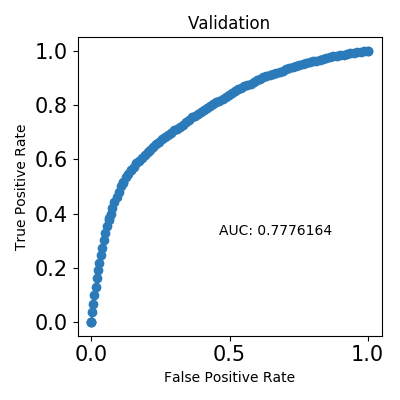 Validation
True Positive Rate
1.0
0.8
0.6
0.4
0.2
0.0
AUC: 0.7776164
0.0 0.5 1.0
False Positive Rate